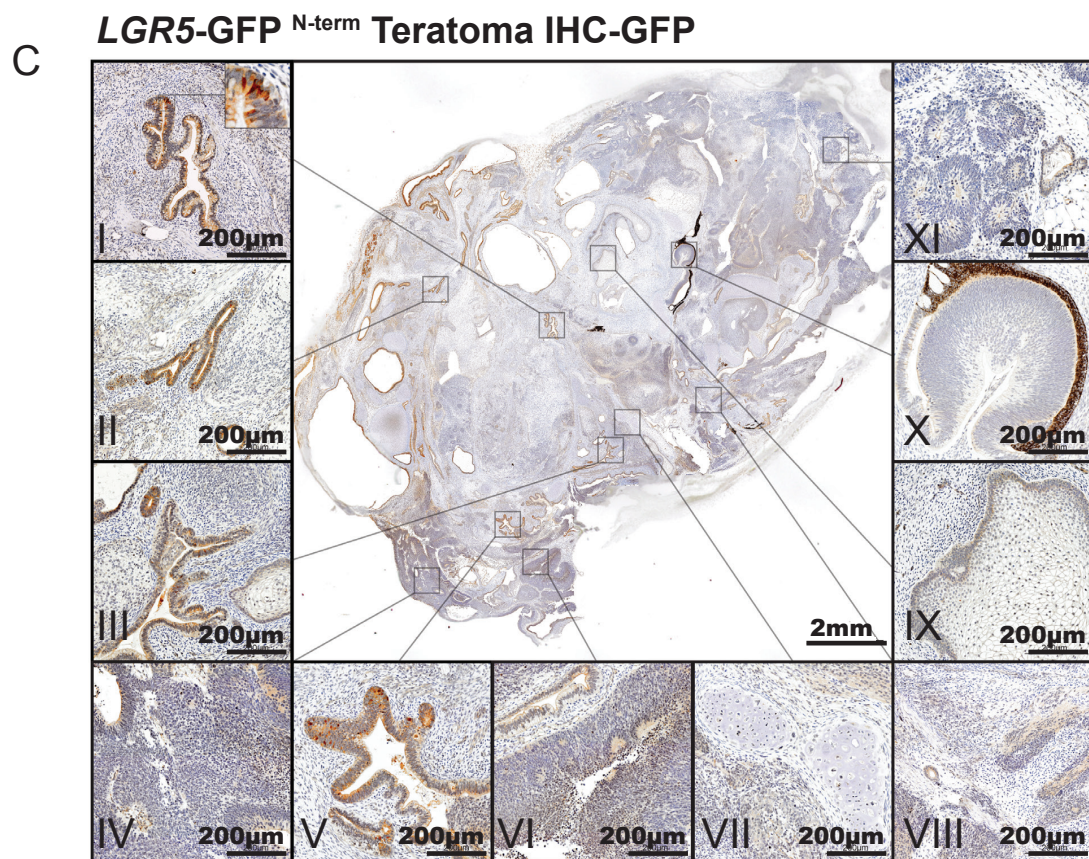 LGR5-GFP N-term Teratoma IHC-GFP
C
I
200µm
XI
200µm
II
200µm
X
200µm
III
200µm
2mm
IX
200µm
IV
200µm
V
200µm
VI
200µm
VII
200µm
VIII
200µm